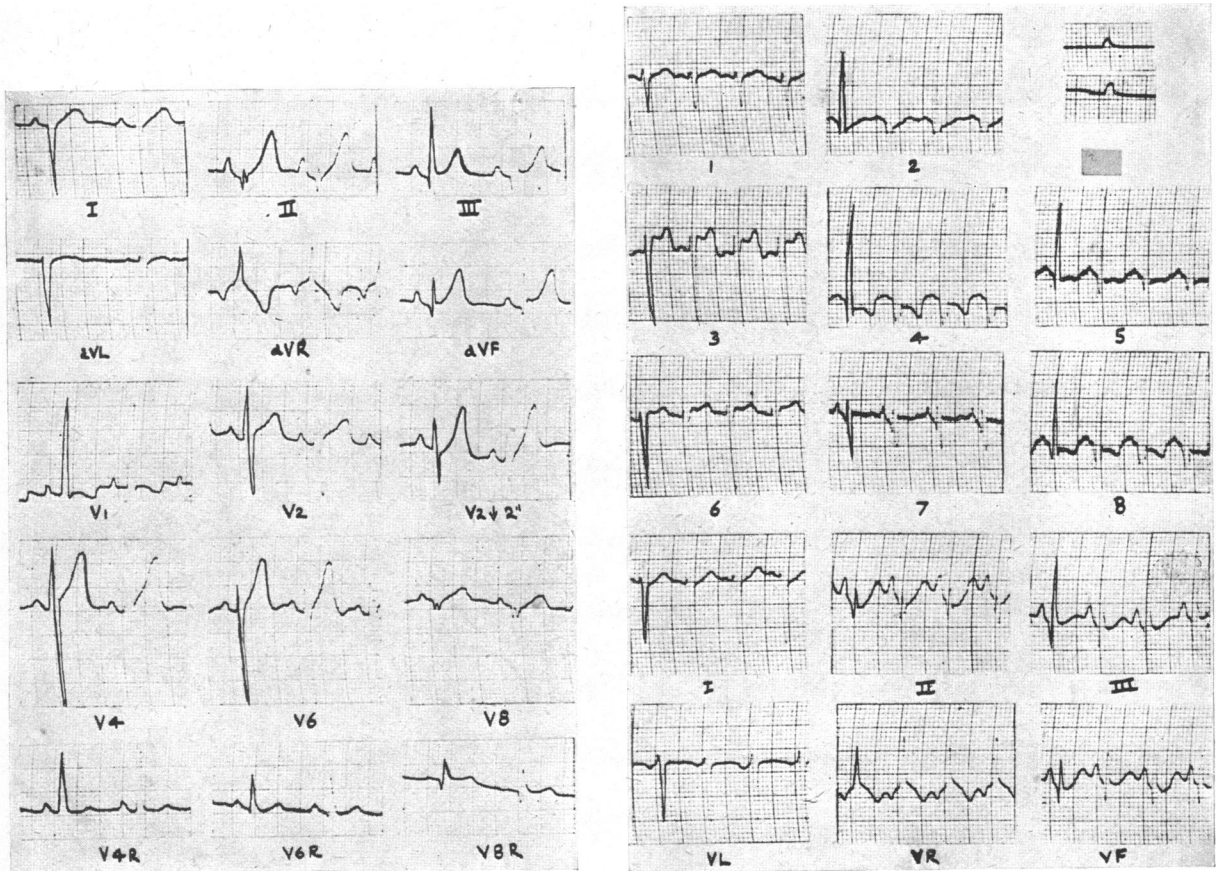 I II III
aVL aVR aVF
V1 V2 V2↓2"
V4 V6 V8
V4R V6R V8R
1 2
3 4 5
6 7 8
I II III
VL VR VF